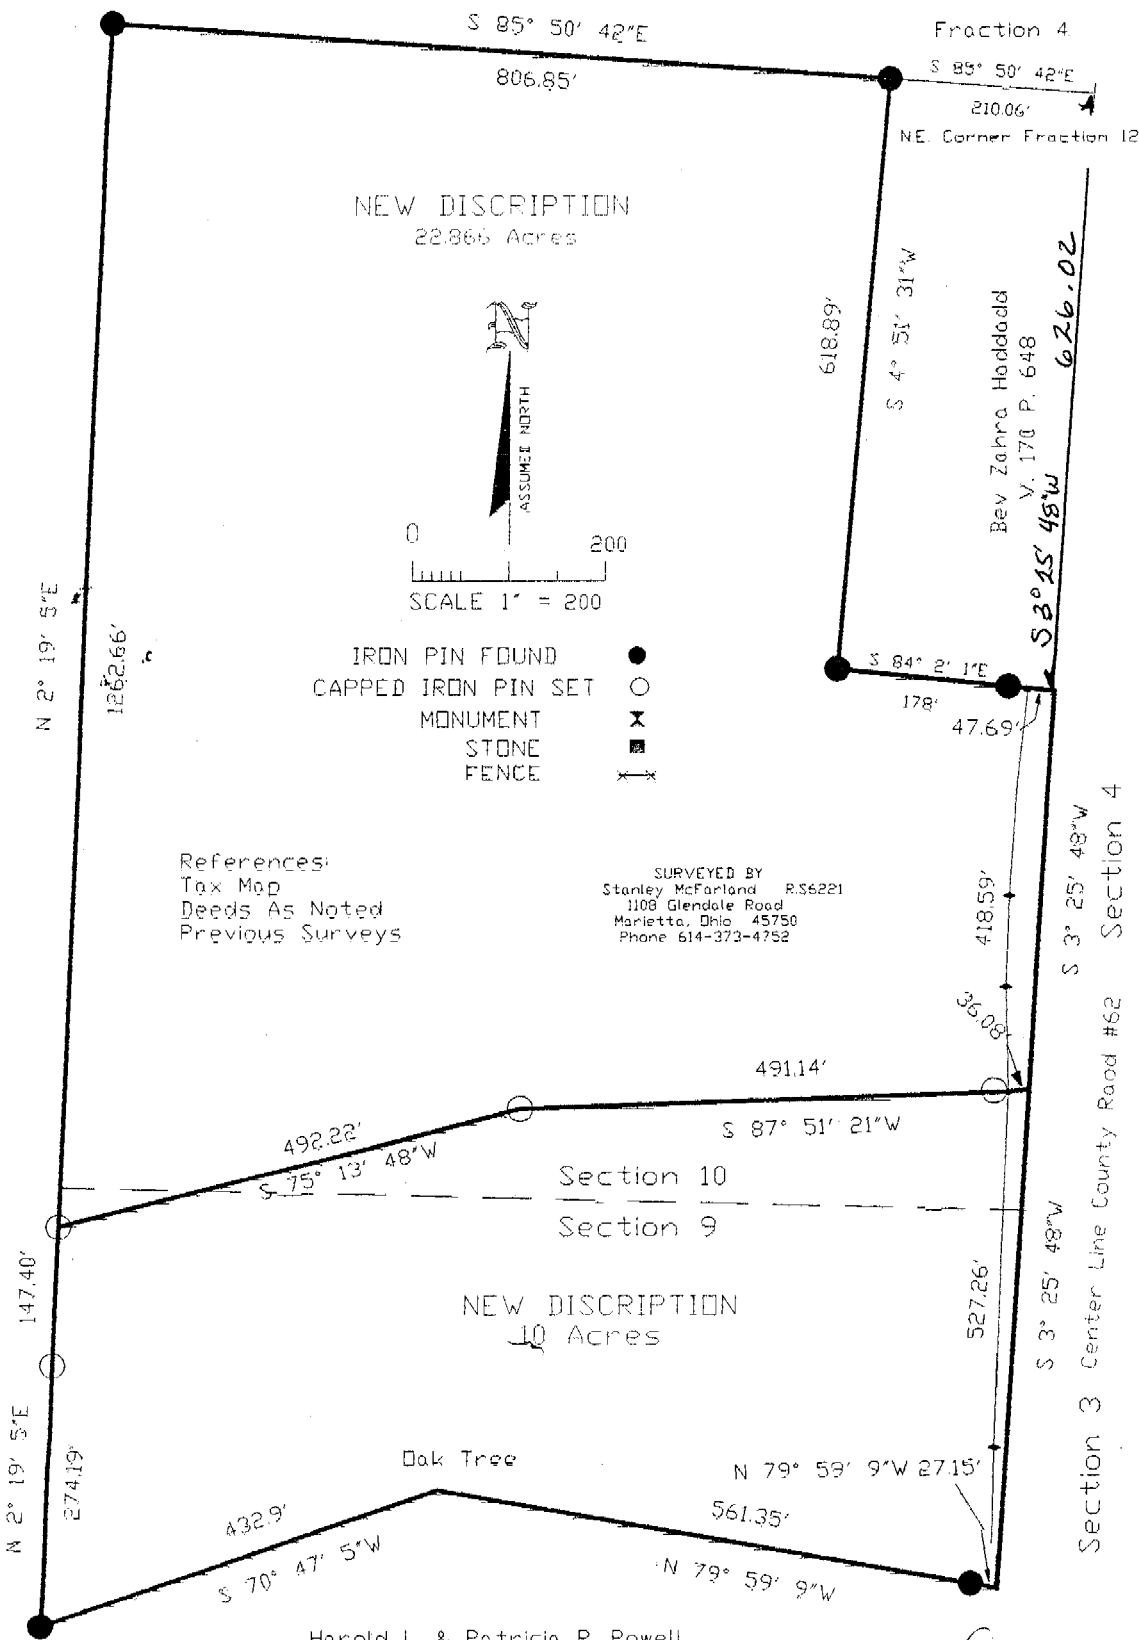 S 85° 50' 42"E
806.85'
Fraction 4
S 85° 50' 42"E
210.06'
N.E. Corner Fraction 12
NEW DISCRIPTION
22.866 Acres
N
ASSUMED NORTH
0 200
SCALE 1" = 200
618.89'
S 4° 51' 31"W
Bev Zahra Haddadd
V. 170 P. 648
626.02
S 3° 25' 48"W
N 2° 19' 5"E
1262.66'
IRON PIN FOUND
CAPPED IRON PIN SET
MONUMENT
STONE
FENCE
S 84° 2' 1"E
178'
47.69'
References:
Tax Map
Deeds As Noted
Previous Surveys
SURVEYED BY
Stanley McFarland R.S6221
1108 Glendale Road
Marietta, Ohio 45750
Phone 614-373-4752
418.59'
S 3° 25' 48"W
Section 4
36.08'
491.14'
S 87° 51' 21"W
492.22'
S 75° 13' 48"W
Section 10
Section 9
147.40'
NEW DISCRIPTION
10 Acres
527.26'
S 3° 25' 48"W
Section 3 Center Line County Raod #62
N 2° 19' 5"E
274.19'
Oak Tree
N 79° 59' 9"W 27.15'
432.9'
S 70° 47' 5"W
561.35'
N 79° 59' 9"W
Harold L. & Patricia R. Powell